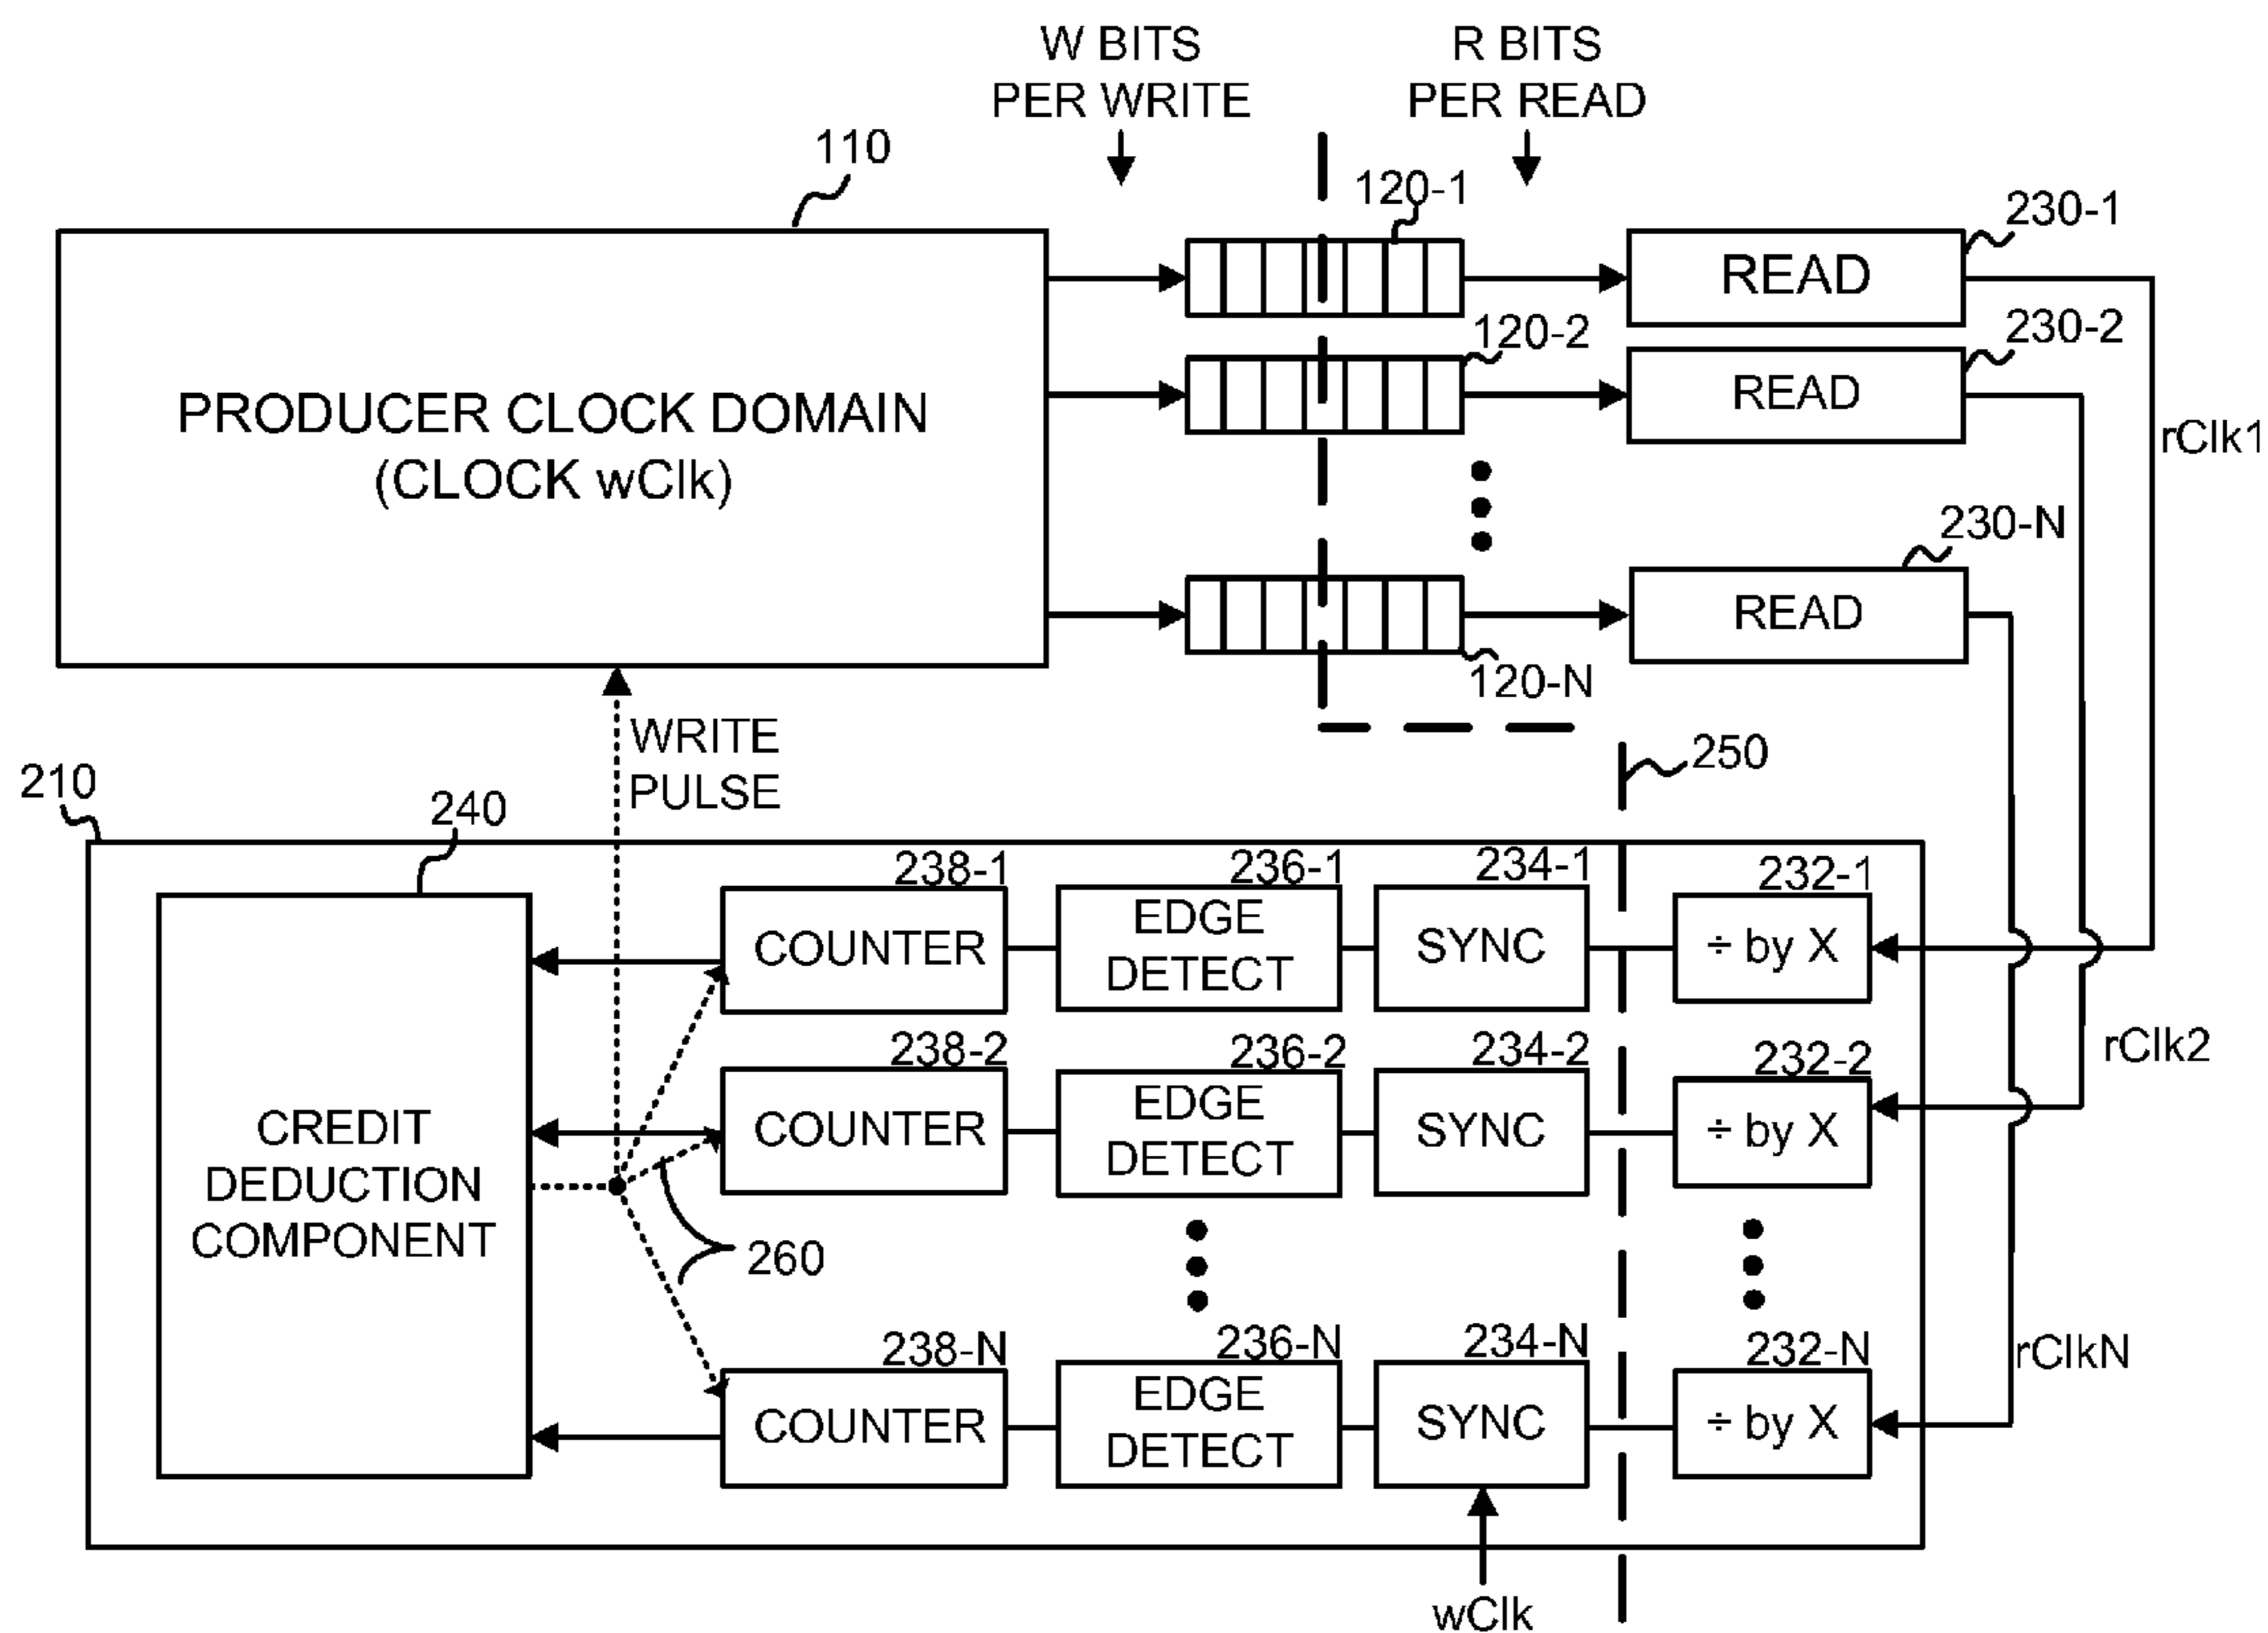 W BITS
PER WRITE
R BITS
PER READ
110
120-1
230-1
READ
PRODUCER CLOCK DOMAIN
(CLOCK wClk)
120-2
230-2
READ
rClk1
230-N
READ
120-N
WRITE
PULSE
250
210
240
238-1
236-1
234-1
232-1
COUNTER
EDGE
DETECT
SYNC
÷ by X
238-2
236-2
234-2
232-2
rClk2
COUNTER
EDGE
DETECT
SYNC
÷ by X
CREDIT
DEDUCTION
COMPONENT
260
238-N
236-N
234-N
232-N
rClkN
COUNTER
EDGE
DETECT
SYNC
÷ by X
wClk